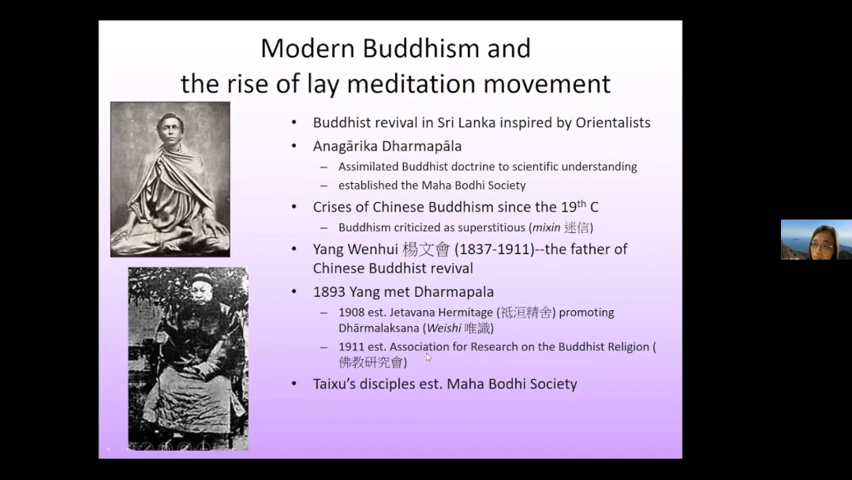 Modern Buddhism and
the rise of lay meditation movement
• Buddhist revival in Sri Lanka inspired by Orientalists
• Anagārika Dharmapāla
– Assimilated Buddhist doctrine to scientific understanding
– established the Maha Bodhi Society
• Crises of Chinese Buddhism since the 19th C
– Buddhism criticized as superstitious (mixin 迷信)
• Yang Wenhui 楊文會 (1837-1911)--the father of
Chinese Buddhist revival
• 1893 Yang met Dharmapala
– 1908 est. Jetavana Hermitage (祗洹精舍) promoting
Dhārmalaksana (Weishi 唯識)
– 1911 est. Association for Research on the Buddhist Religion (
佛教研究會)
• Taixu’s disciples est. Maha Bodhi Society